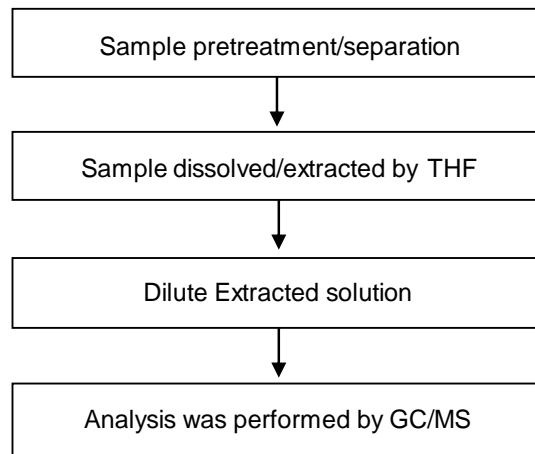 Sample pretreatment/separation
Sample dissolved/extracted by THF
Dilute Extracted solution
Analysis was performed by GC/MS